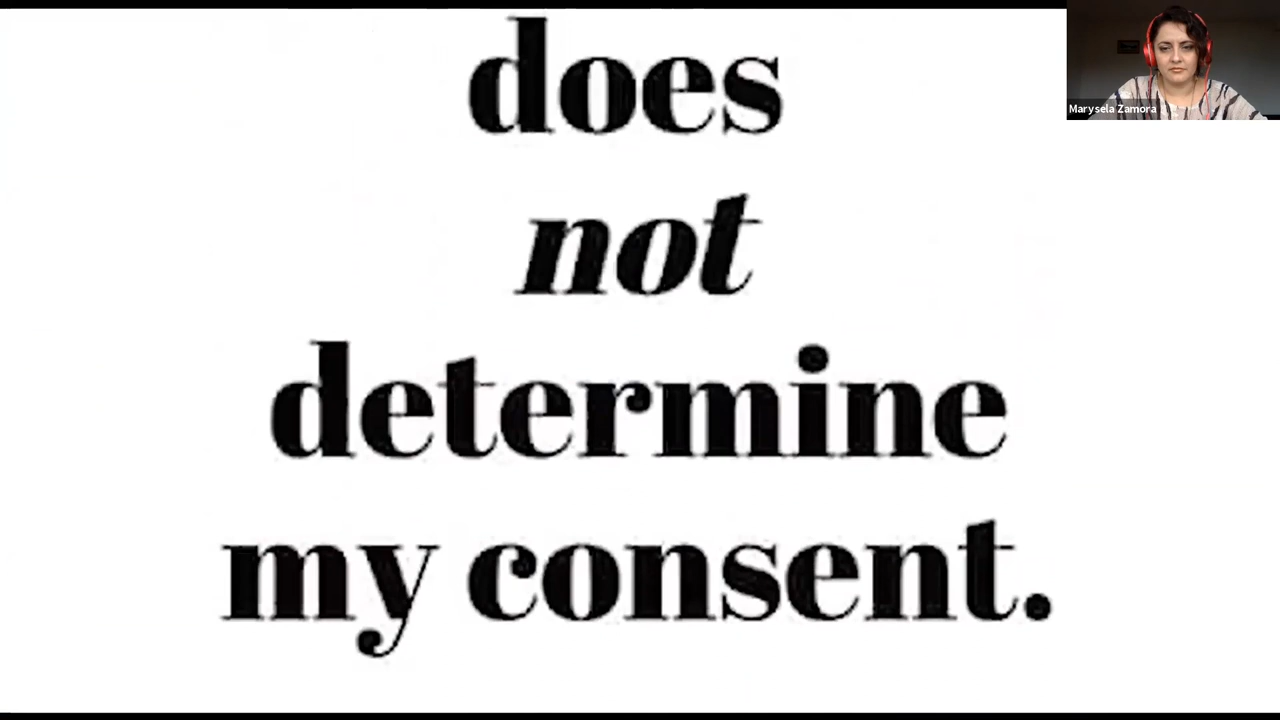 does
not
determine
my consent.
Marysela Zamora